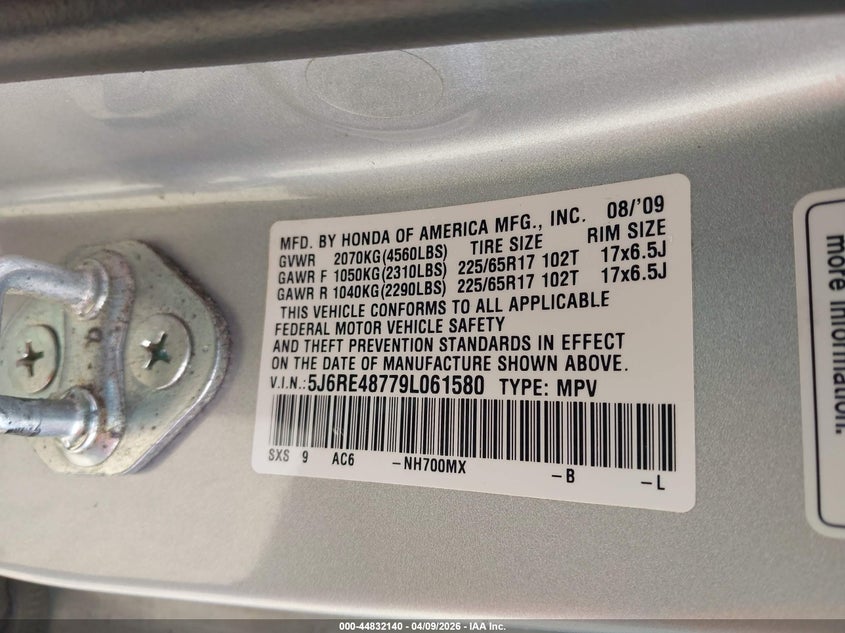 MFD. BY HONDA OF AMERICA MFG., INC. 08/'09
GVWR 2070KG(4560LBS) TIRE SIZE RIM SIZE
GAWR F 1050KG(2310LBS) 225/65R17 102T 17x6.5J
GAWR R 1040KG(2290LBS) 225/65R17 102T 17x6.5J
THIS VEHICLE CONFORMS TO ALL APPLICABLE
FEDERAL MOTOR VEHICLE SAFETY
AND THEFT PREVENTION STANDARDS IN EFFECT
ON THE DATE OF MANUFACTURE SHOWN ABOVE.
V.I.N.:5J6RE48779L061580 TYPE: MPV
SXS 9 AC6 -NH700MX -B -L
more information.
000-44832140 - 04/09/2026 - IAA Inc.